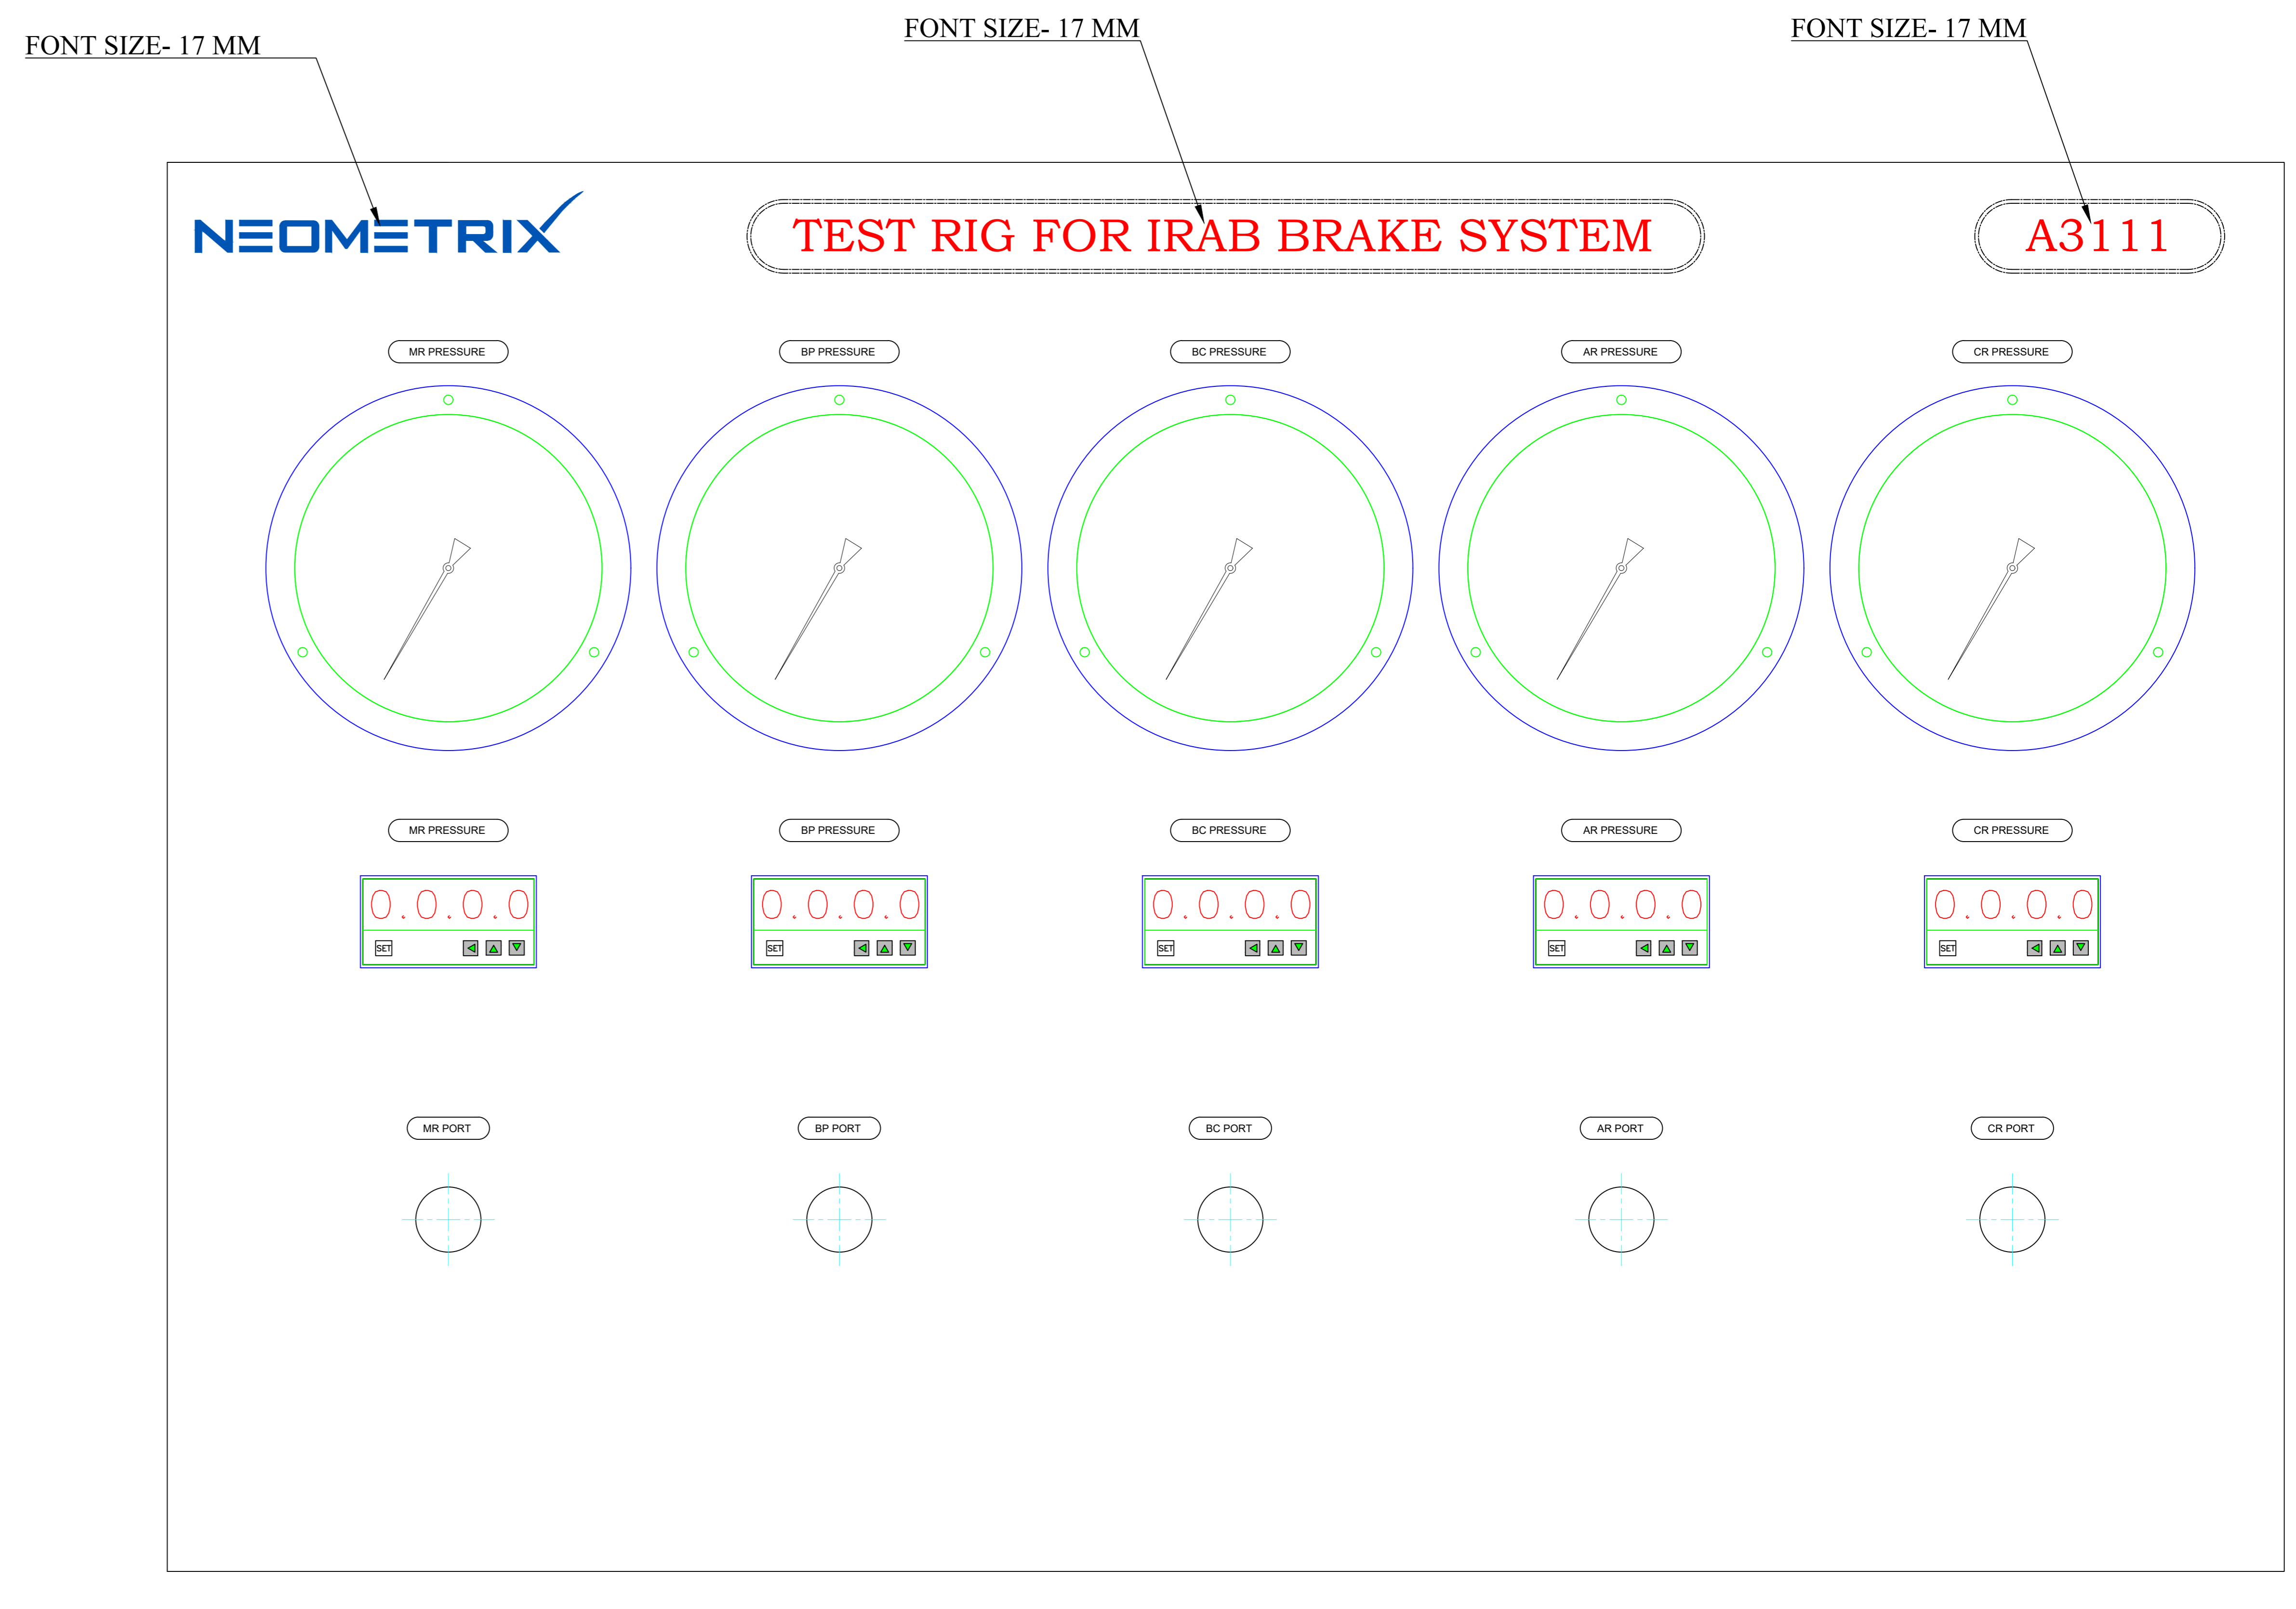 FONT SIZE- 17 MM
FONT SIZE- 17 MM
FONT SIZE- 17 MM
NEOMETRIX
TEST RIG FOR IRAB BRAKE SYSTEM
A3111
MR PRESSURE
BP PRESSURE
BC PRESSURE
AR PRESSURE
CR PRESSURE
MR PRESSURE
BP PRESSURE
BC PRESSURE
AR PRESSURE
CR PRESSURE
0.0.0.0
0.0.0.0
0.0.0.0
0.0.0.0
0.0.0.0
SET
SET
SET
SET
SET
MR PORT
BP PORT
BC PORT
AR PORT
CR PORT